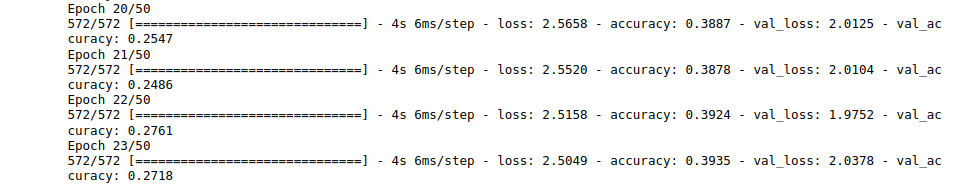 Epoch 20/50
572/572 [==============================] - 4s 6ms/step - loss: 2.5658 - accuracy: 0.3887 - val_loss: 2.0125 - val_ac
curacy: 0.2547
Epoch 21/50
572/572 [==============================] - 4s 6ms/step - loss: 2.5520 - accuracy: 0.3878 - val_loss: 2.0104 - val_ac
curacy: 0.2486
Epoch 22/50
572/572 [==============================] - 4s 6ms/step - loss: 2.5158 - accuracy: 0.3924 - val_loss: 1.9752 - val_ac
curacy: 0.2761
Epoch 23/50
572/572 [==============================] - 4s 6ms/step - loss: 2.5049 - accuracy: 0.3935 - val_loss: 2.0378 - val_ac
curacy: 0.2718